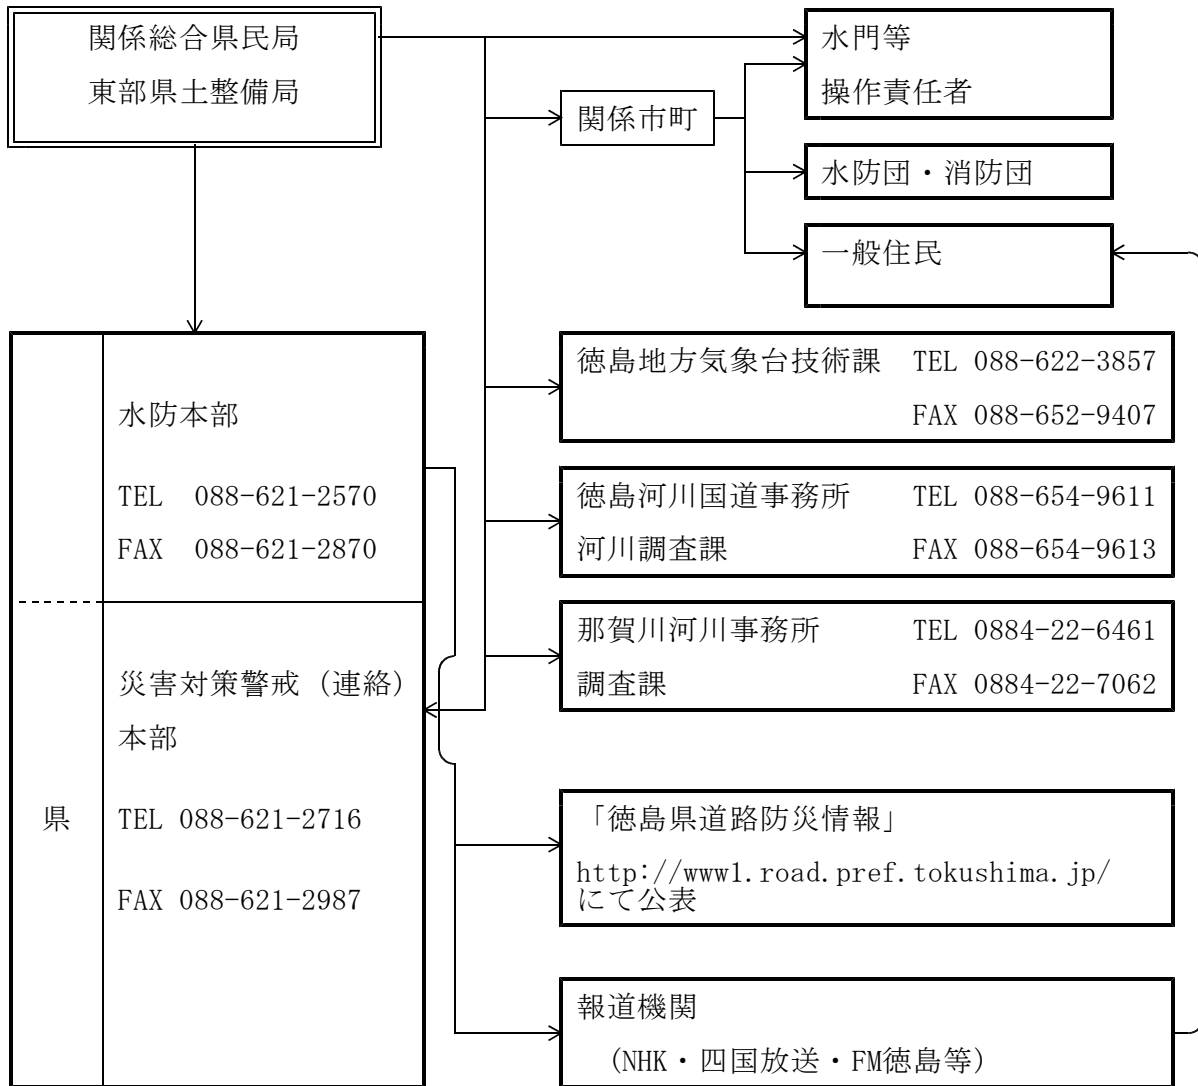 関係総合県民局
東部県土整備局
水門等
操作責任者
関係市町
水防団・消防団
一般住民
県
水防本部
TEL 088-621-2570
FAX 088-621-2870
災害対策警戒（連絡）
本部
TEL 088-621-2716
FAX 088-621-2987
徳島地方気象台技術課 TEL 088-622-3857
FAX 088-652-9407
徳島河川国道事務所 TEL 088-654-9611
河川調査課 FAX 088-654-9613
那賀川河川事務所 TEL 0884-22-6461
調査課 FAX 0884-22-7062
「徳島県道路防災情報」
http://www1.road.pref.tokushima.jp/
にて公表
報道機関
（NHK・四国放送・FM徳島等）